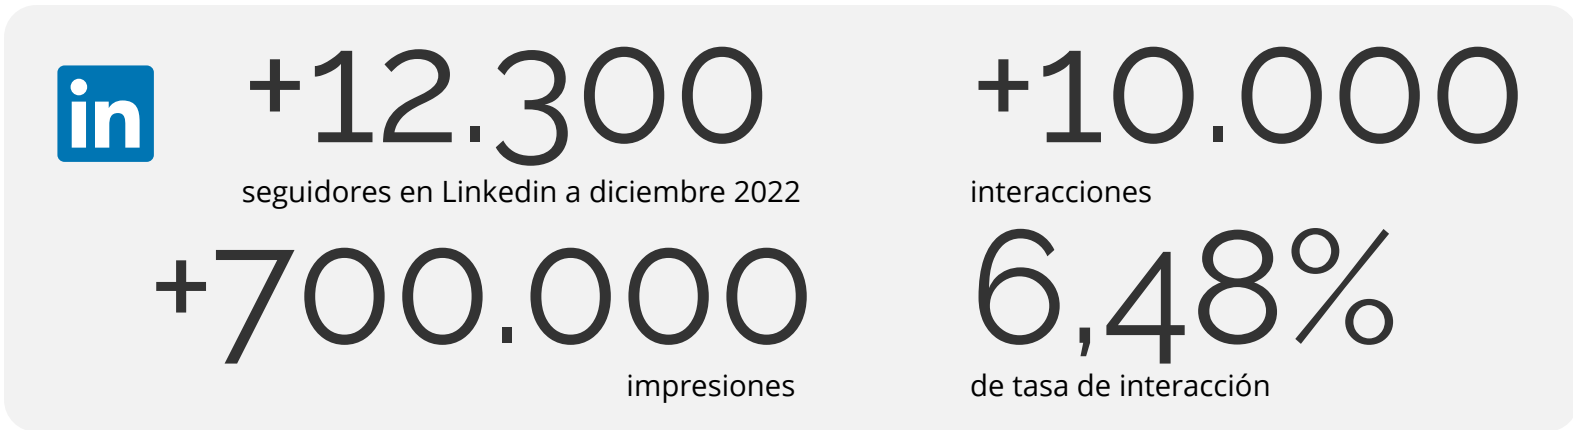 in
+12.300
seguidores en Linkedin a diciembre 2022
+10.000
interacciones
+700.000
impresiones
6,48%
de tasa de interacción